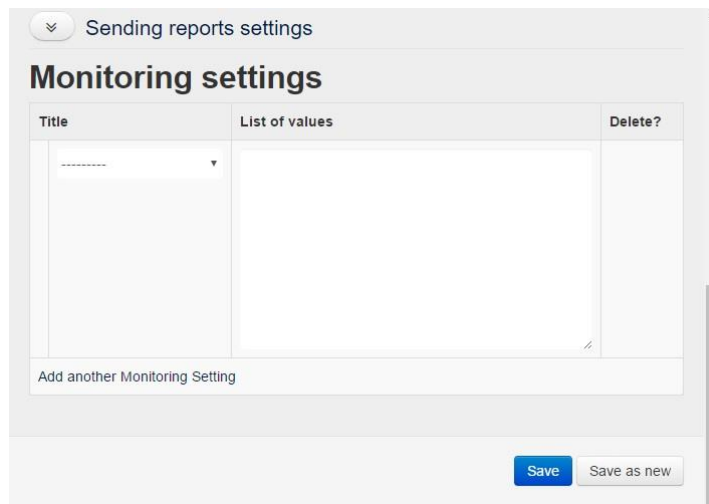 Sending reports settings
Monitoring settings
Title List of values Delete?
---------
Add another Monitoring Setting
Save Save as new